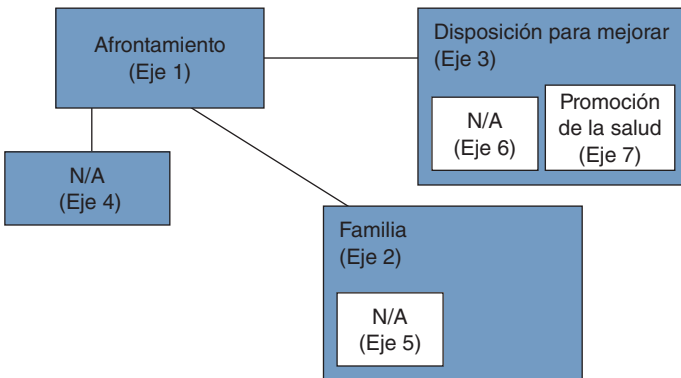 Afrontamiento
(Eje 1)
Disposición para mejorar
(Eje 3)
N/A
(Eje 6)
Promoción
de la salud
(Eje 7)
N/A
(Eje 4)
Familia
(Eje 2)
N/A
(Eje 5)